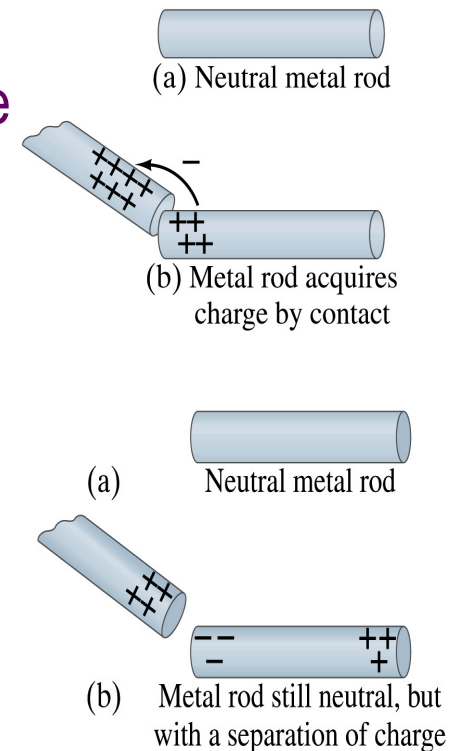 (a) Neutral metal rod
e
++++
+++
−
++
++
(b) Metal rod acquires
charge by contact
(a) Neutral metal rod
++
++
−−
−
++
+
(b) Metal rod still neutral, but
with a separation of charge